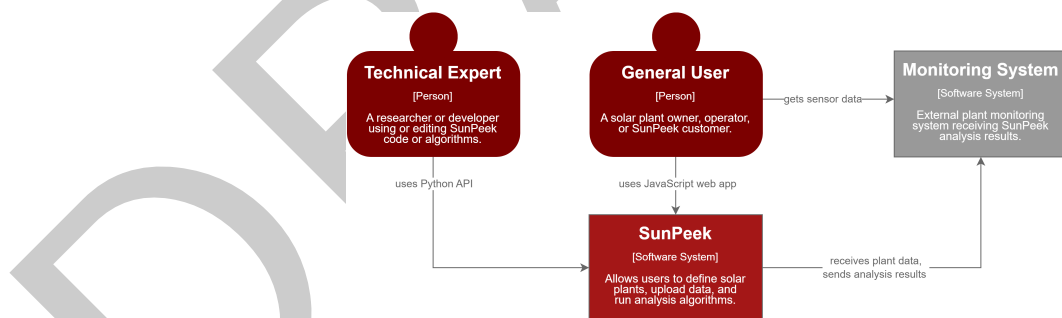 Technical Expert
[Person]
A researcher or developer
using or editing SunPeek
code or algorithms.
General User
[Person]
A solar plant owner, operator,
or SunPeek customer.
gets sensor data
Monitoring System
[Software System]
External plant monitoring
system receiving SunPeek
analysis results.
uses Python API
uses JavaScript web app
SunPeek
[Software System]
Allows users to define solar
plants, upload data, and
run analysis algorithms.
receives plant data,
sends analysis results